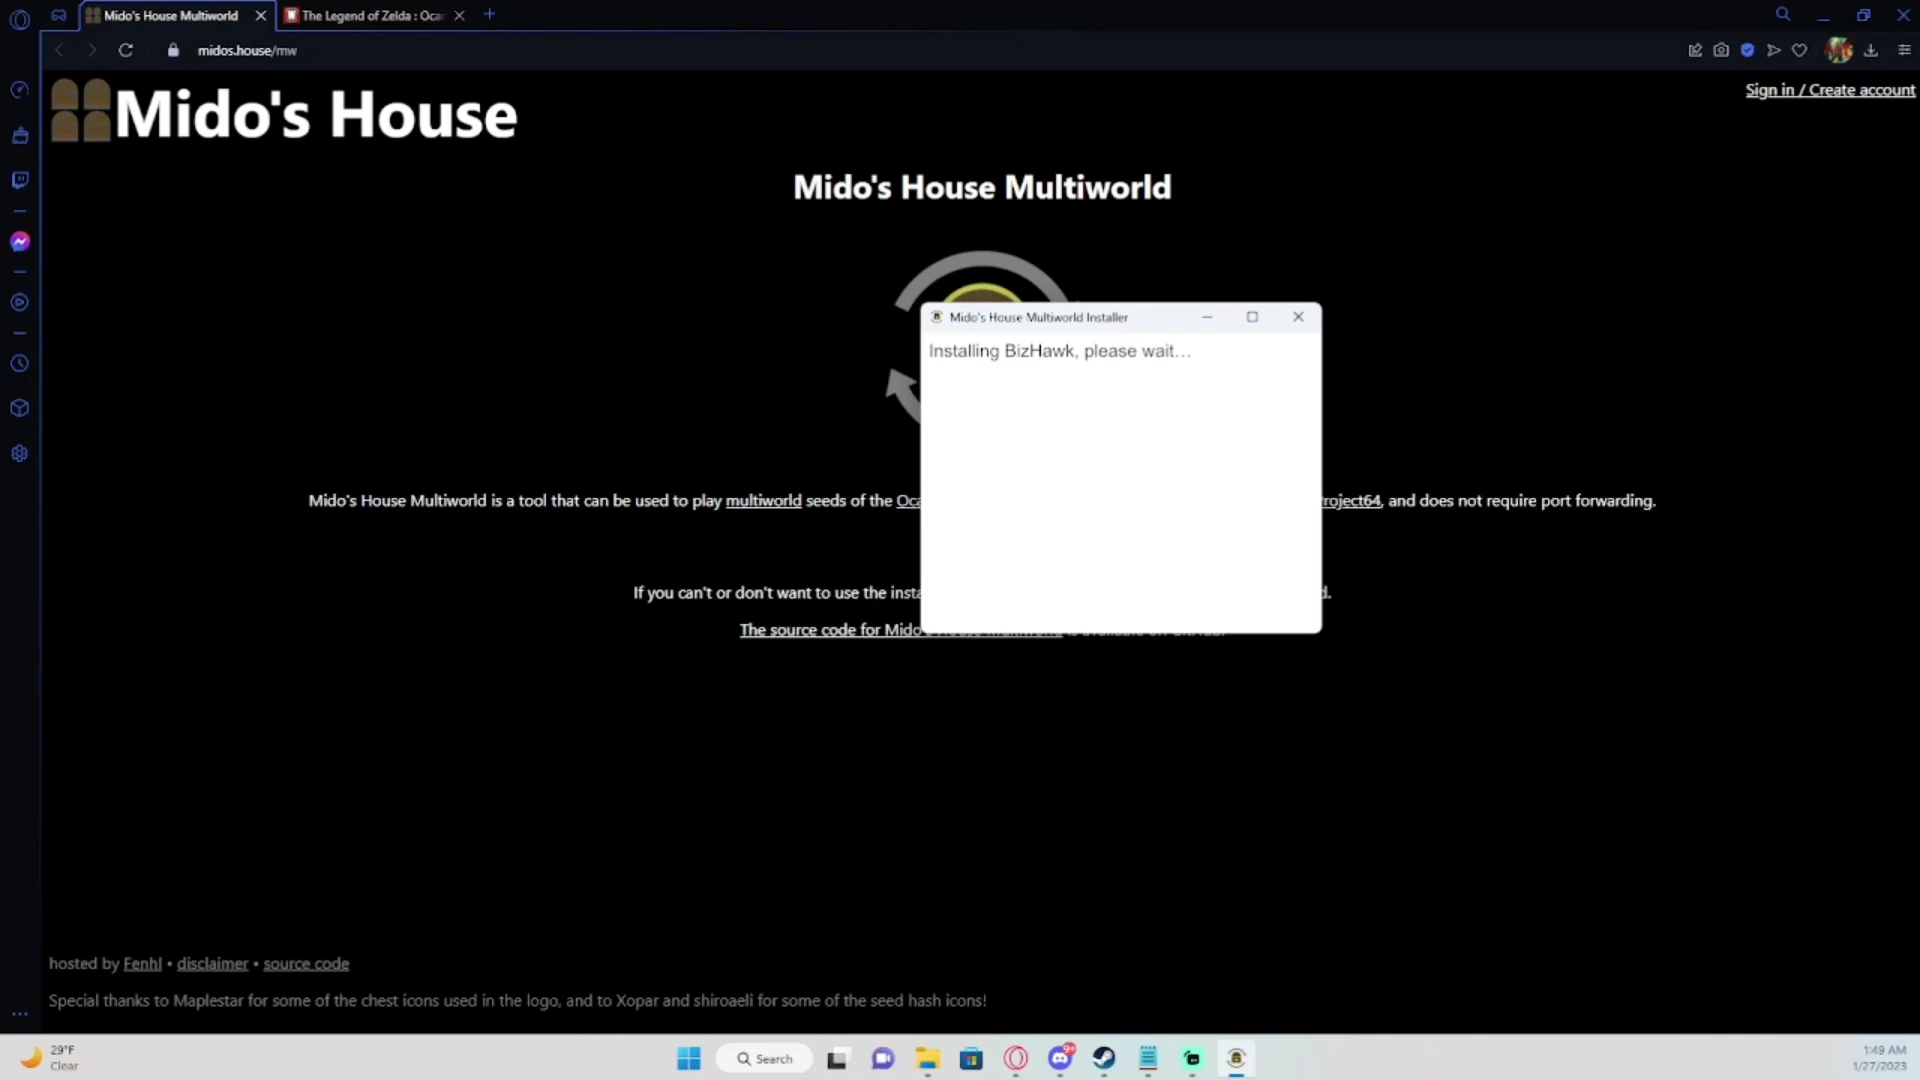 Mido's House Multiworld
The Legend of Zelda : Ocar
midos.house/mw
Sign in / Create account
Mido's House
Mido's House Multiworld
Mido's House Multiworld Installer
Installing BizHawk, please wait...
Mido's House Multiworld is a tool that can be used to play multiworld seeds of the Oca
roject64, and does not require port forwarding.
If you can't or don't want to use the insta
d.
The source code for Mido
hosted by Fenhl • disclaimer • source code
Special thanks to Maplestar for some of the chest icons used in the logo, and to Xopar and shiroaeli for some of the seed hash icons!
29°F
Clear
Search
9+
1:49 AM
1/27/2023